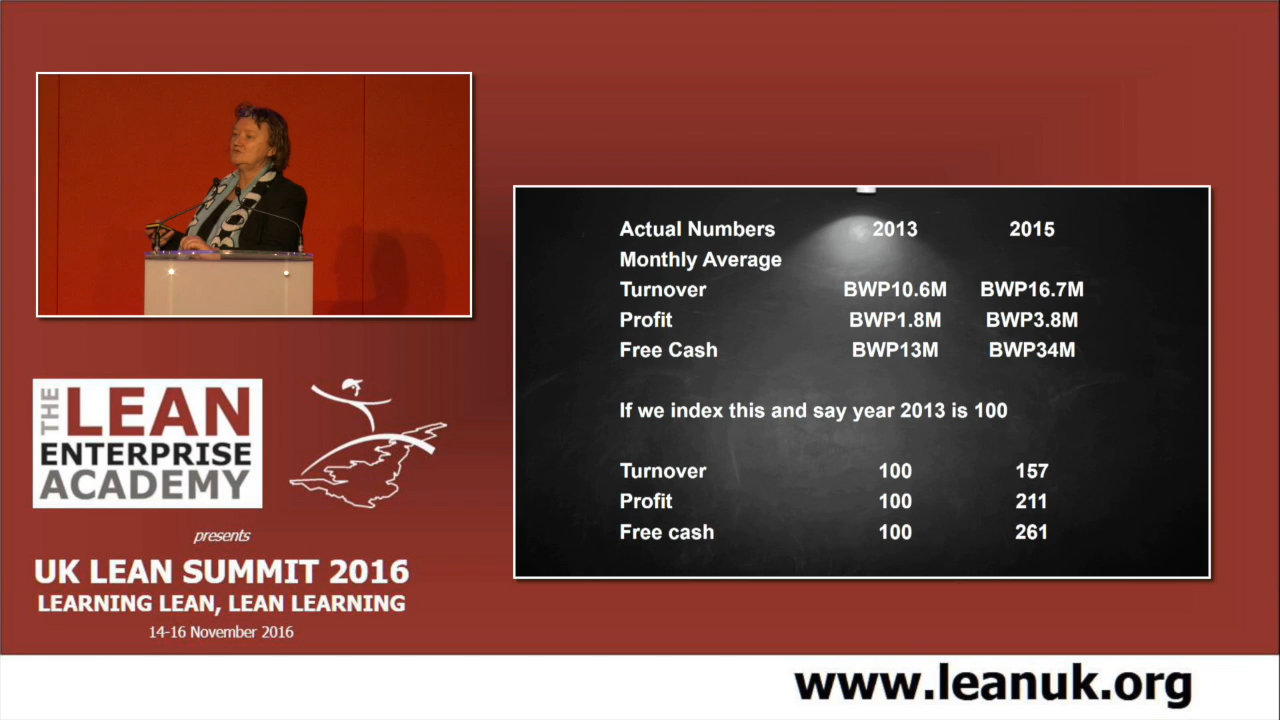 THE LEAN
ENTERPRISE
ACADEMY
presents
UK LEAN SUMMIT 2016
LEARNING LEAN, LEAN LEARNING
14-16 November 2016
Actual Numbers 2013 2015
Monthly Average
Turnover BWP10.6M BWP16.7M
Profit BWP1.8M BWP3.8M
Free Cash BWP13M BWP34M
If we index this and say year 2013 is 100
Turnover 100 157
Profit 100 211
Free cash 100 261
www.leanuk.org